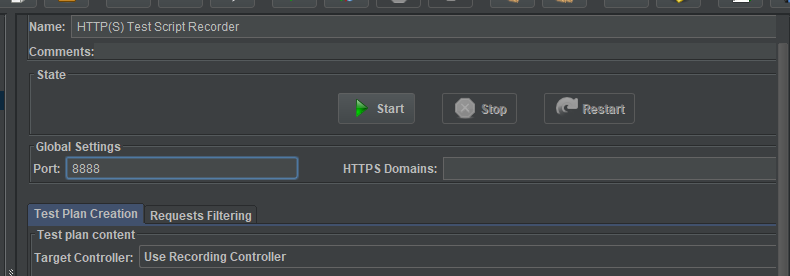 Name: HTTP(S) Test Script Recorder
Comments:
State
Start Stop Restart
Global Settings
Port: 8888 HTTPS Domains:
Test Plan Creation Requests Filtering
Test plan content
Target Controller: Use Recording Controller